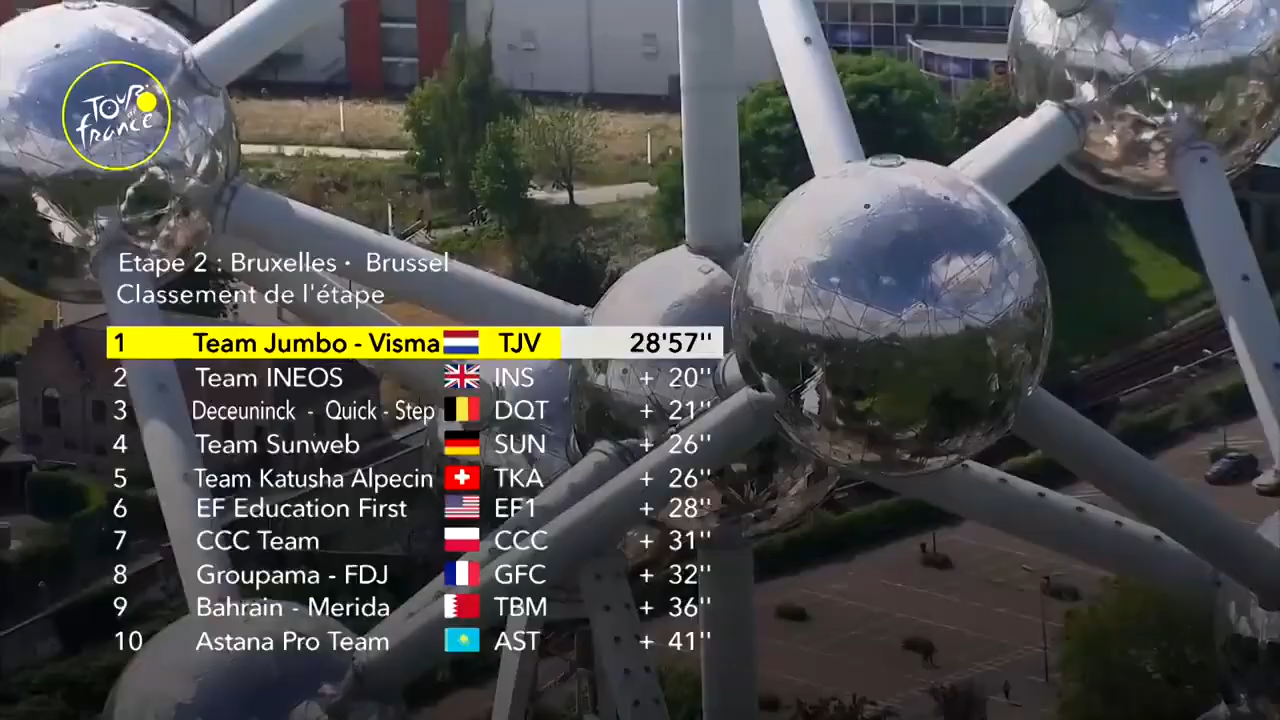 TOUR de france
Etape 2 : Bruxelles · Brussel
Classement de l'étape
1 Team Jumbo - Visma TJV 28'57''
2 Team INEOS INS + 20''
3 Deceuninck - Quick - Step DQT + 21''
4 Team Sunweb SUN + 26''
5 Team Katusha Alpecin TKA + 26''
6 EF Education First EF1 + 28''
7 CCC Team CCC + 31''
8 Groupama - FDJ GFC + 32''
9 Bahrain - Merida TBM + 36''
10 Astana Pro Team AST + 41''